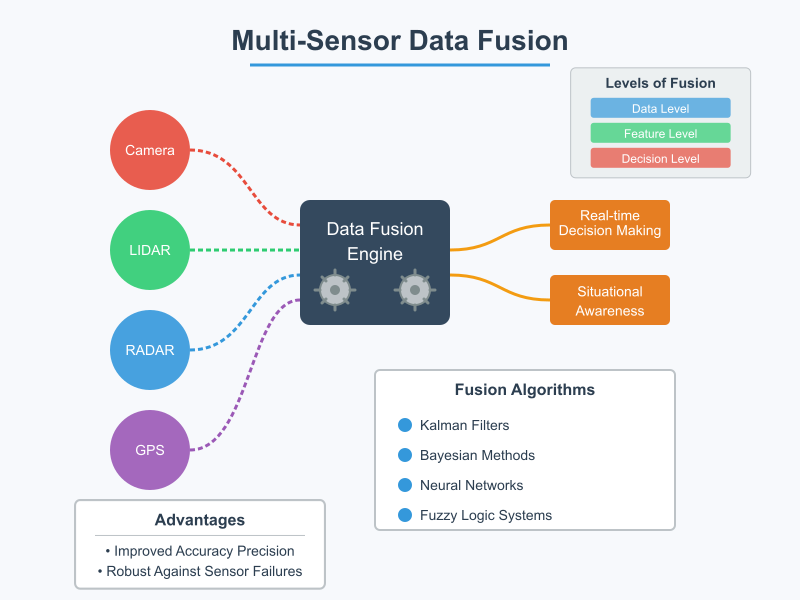 Multi-Sensor Data Fusion
Levels of Fusion
Data Level
Feature Level
Decision Level
Camera
LIDAR
RADAR
GPS
Data Fusion
Engine
Real-time
Decision Making
Situational
Awareness
Fusion Algorithms
Kalman Filters
Bayesian Methods
Neural Networks
Fuzzy Logic Systems
Advantages
• Improved Accuracy Precision
• Robust Against Sensor Failures